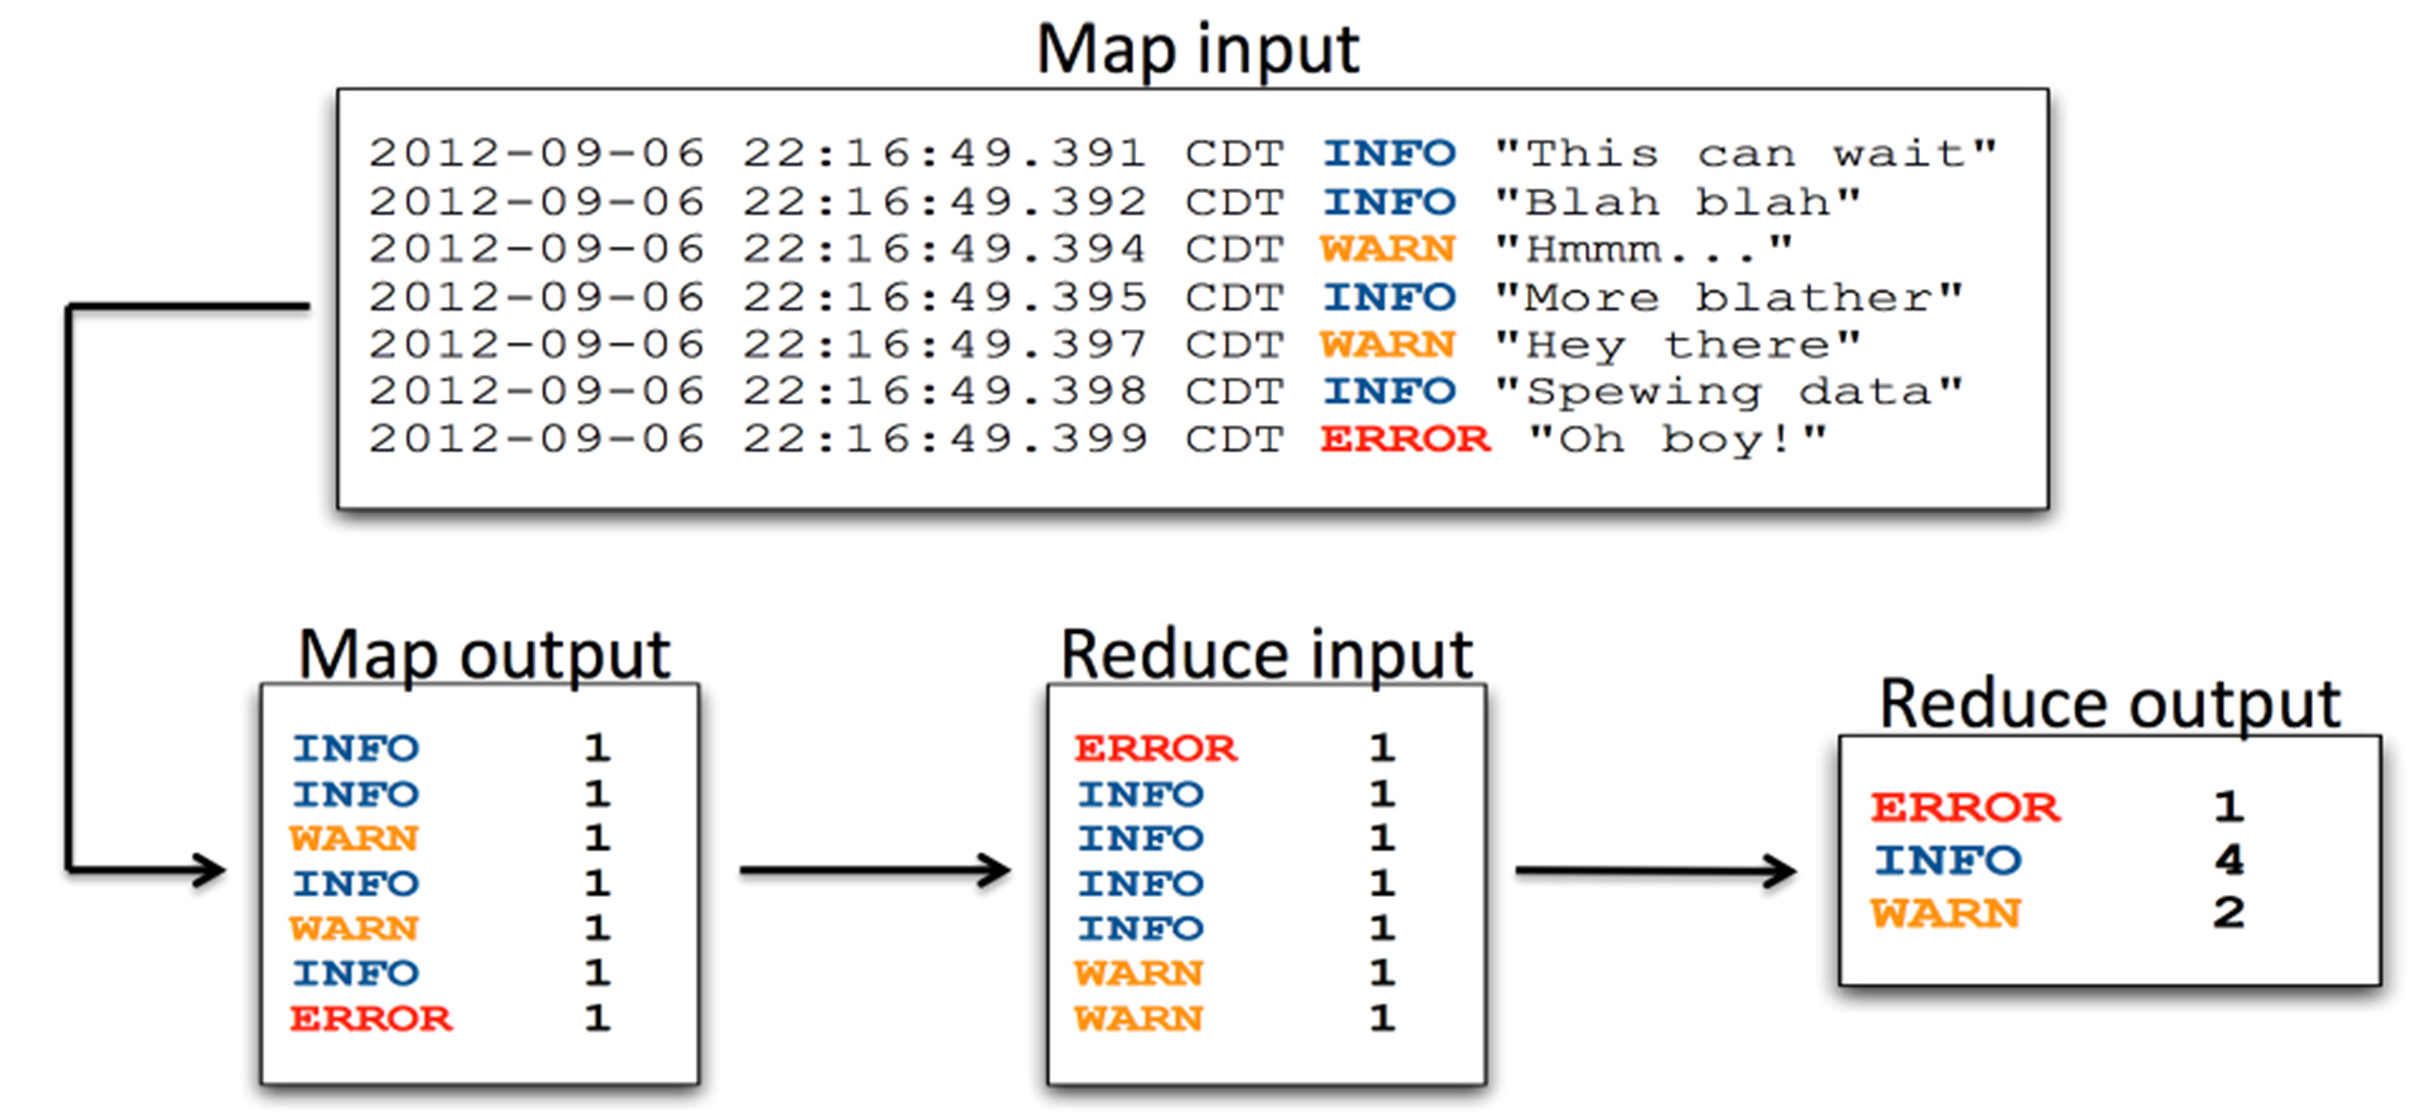 Map input
2012-09-06 22:16:49.391 CDT INFO "This can wait"
2012-09-06 22:16:49.392 CDT INFO "Blah blah"
2012-09-06 22:16:49.394 CDT WARN "Hmmm..."
2012-09-06 22:16:49.395 CDT INFO "More blather"
2012-09-06 22:16:49.397 CDT WARN "Hey there"
2012-09-06 22:16:49.398 CDT INFO "Spewing data"
2012-09-06 22:16:49.399 CDT ERROR "Oh boy!"
Map output
INFO 1
INFO 1
WARN 1
INFO 1
WARN 1
INFO 1
ERROR 1
Reduce input
ERROR 1
INFO 1
INFO 1
INFO 1
INFO 1
WARN 1
WARN 1
Reduce output
ERROR 1
INFO 4
WARN 2